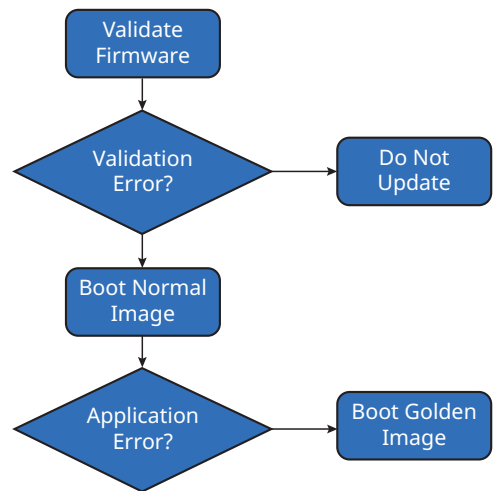 Validate
Firmware
Validation
Error?
Do Not
Update
Boot Normal
Image
Application
Error?
Boot Golden
Image